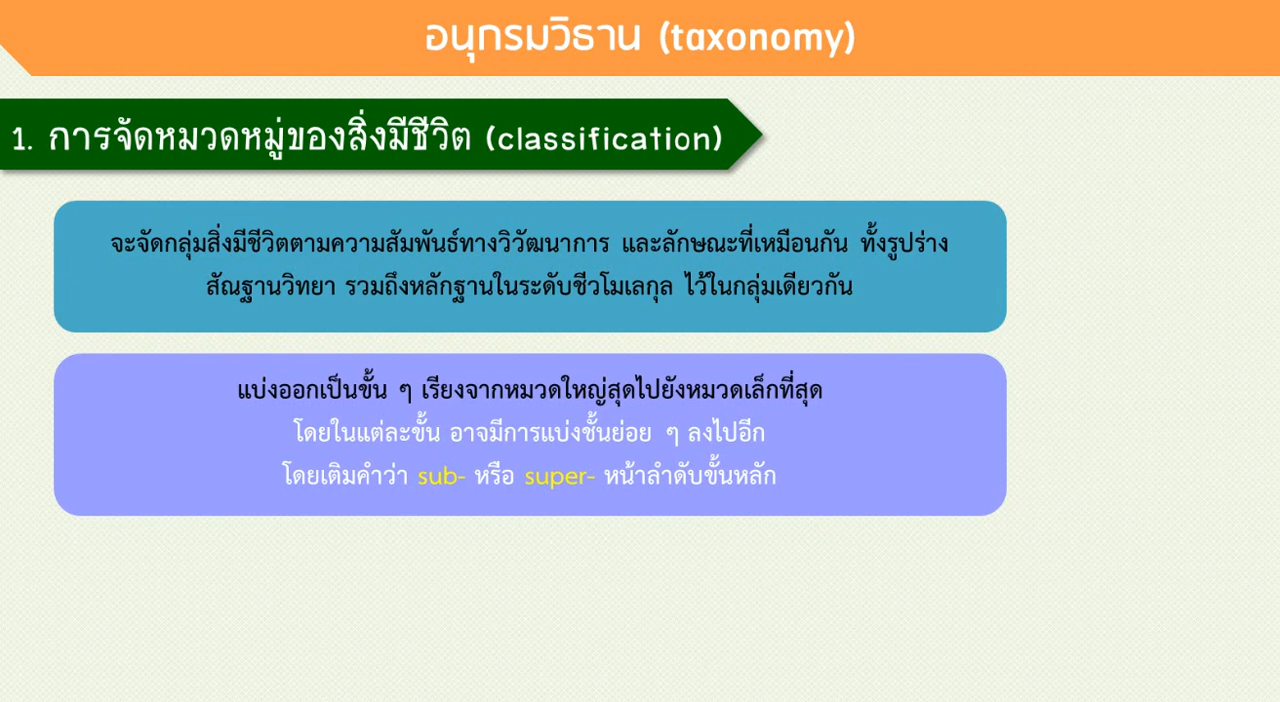 อนุกรมวิธาน (taxonomy)
1. การจัดหมวดหมู่ของสิ่งมีชีวิต (classification)
จะจัดกลุ่มสิ่งมีชีวิตตามความสัมพันธ์ทางวิวัฒนาการ และลักษณะที่เหมือนกัน ทั้งรูปร่าง
สัณฐานวิทยา รวมถึงหลักฐานในระดับชีวโมเลกุล ไว้ในกลุ่มเดียวกัน
แบ่งออกเป็นขั้น ๆ เรียงจากหมวดใหญ่สุดไปยังหมวดเล็กที่สุด
โดยในแต่ละขั้น อาจมีการแบ่งชั้นย่อย ๆ ลงไปอีก
โดยเติมคำว่า sub- หรือ super- หน้าลำดับขั้นหลัก